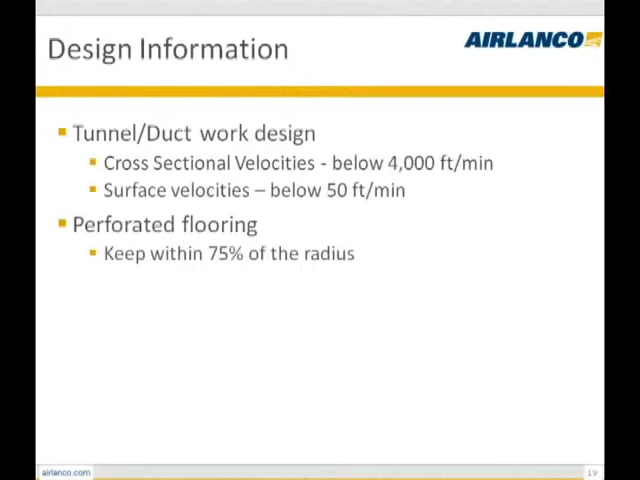 Design Information
AIRLANCO
Tunnel/Duct work design
Cross Sectional Velocities - below 4,000 ft/min
Surface velocities – below 50 ft/min
Perforated flooring
Keep within 75% of the radius
airlanco.com
19